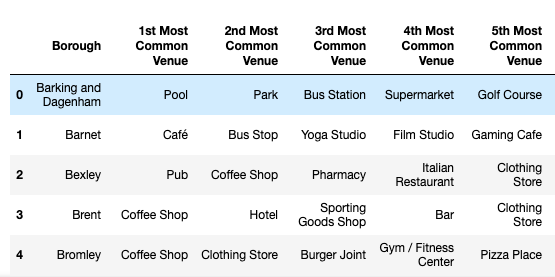 Borough 1st Most Common Venue 2nd Most Common Venue 3rd Most Common Venue 4th Most Common Venue 5th Most Common Venue
0 Barking and Dagenham Pool Park Bus Station Supermarket Golf Course
1 Barnet Café Bus Stop Yoga Studio Film Studio Gaming Cafe
2 Bexley Pub Coffee Shop Pharmacy Italian Restaurant Clothing Store
3 Brent Coffee Shop Hotel Sporting Goods Shop Bar Clothing Store
4 Bromley Coffee Shop Clothing Store Burger Joint Gym / Fitness Center Pizza Place